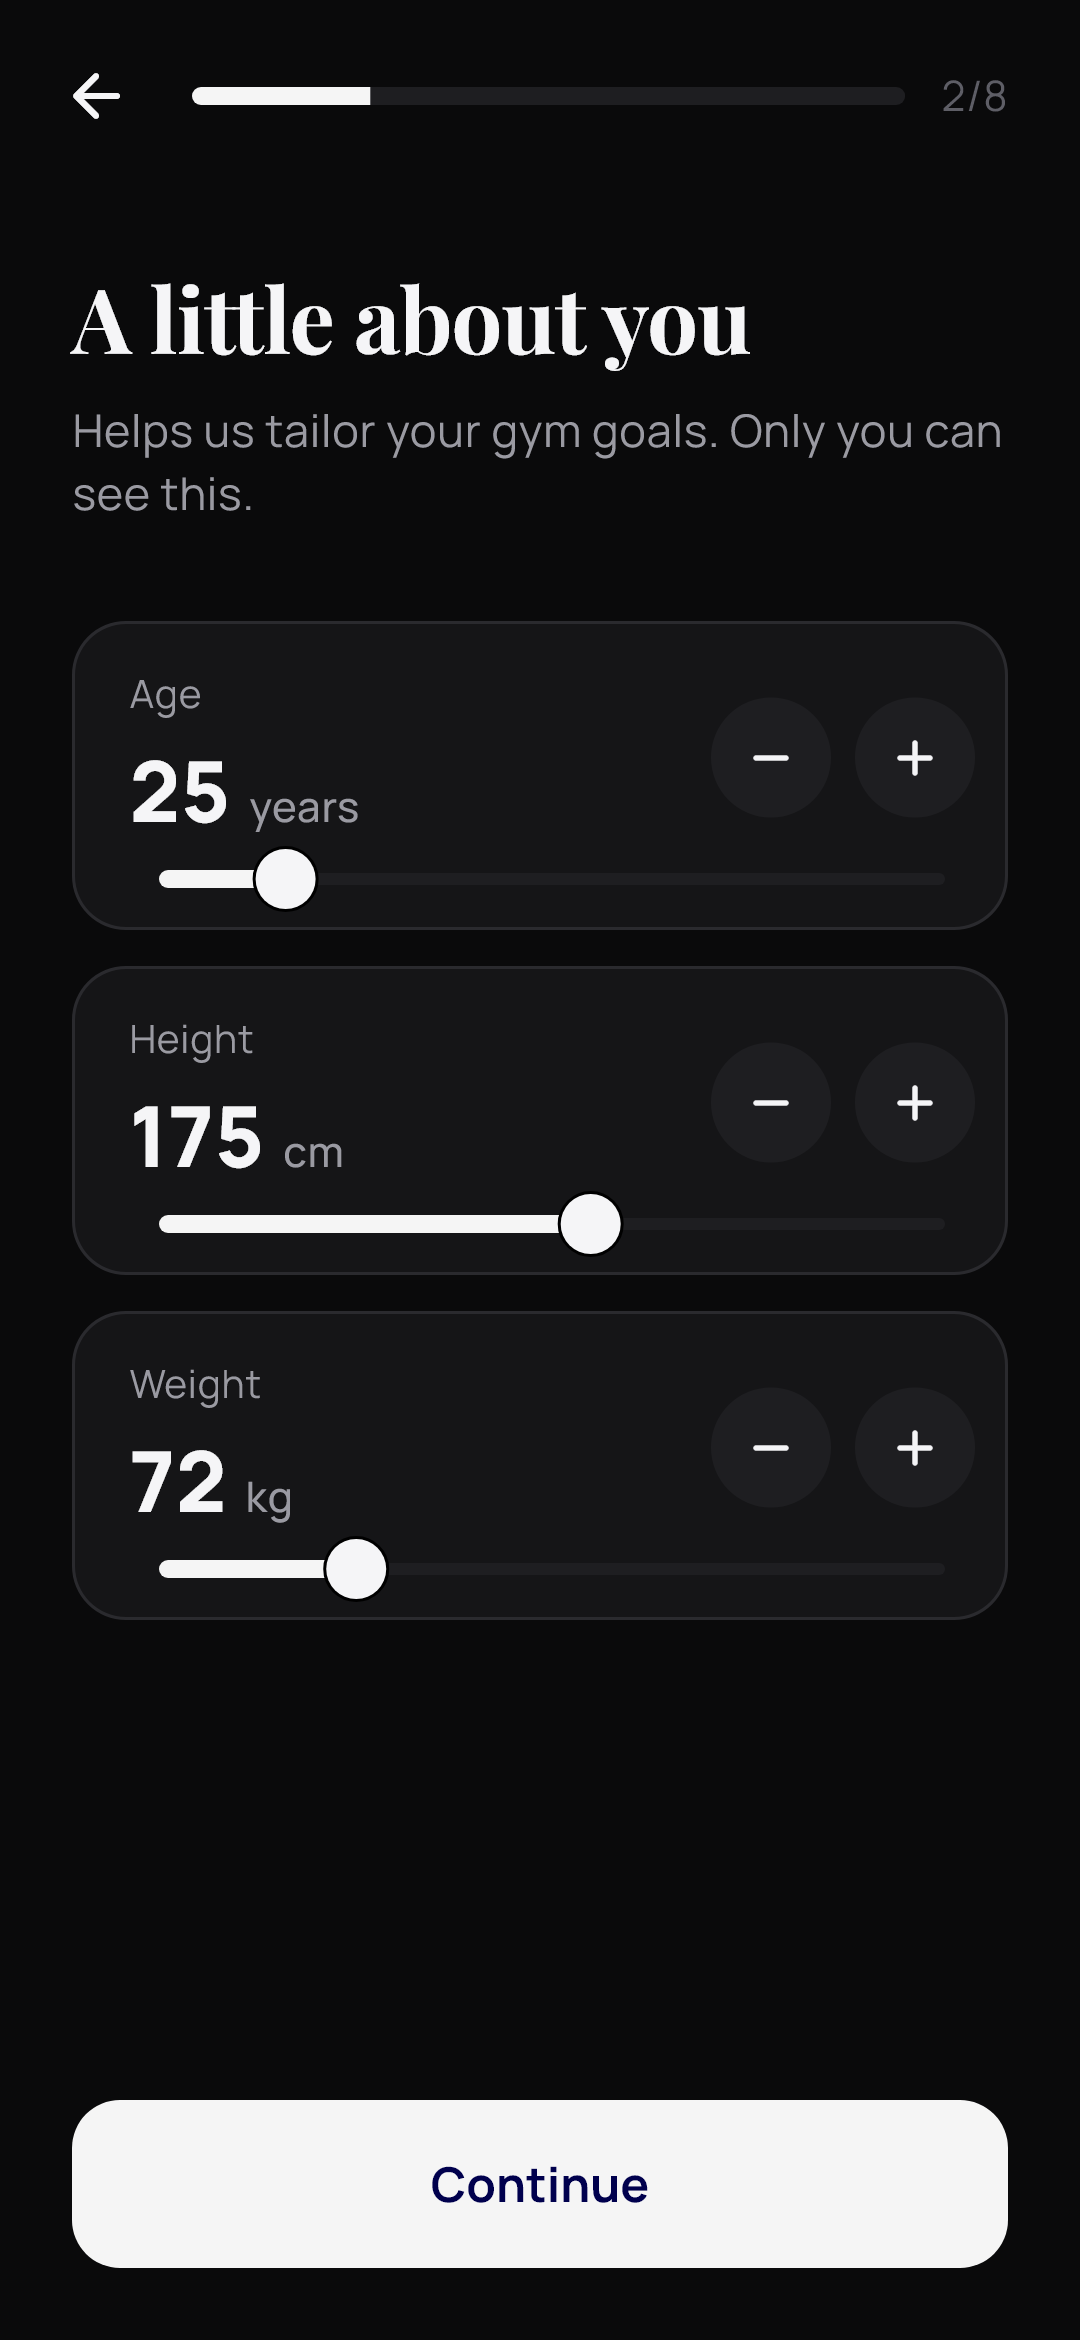 2/8
A little about you
Helps us tailor your gym goals. Only you can
see this.
Age
25 years
Height
175 cm
Weight
72 kg
Continue